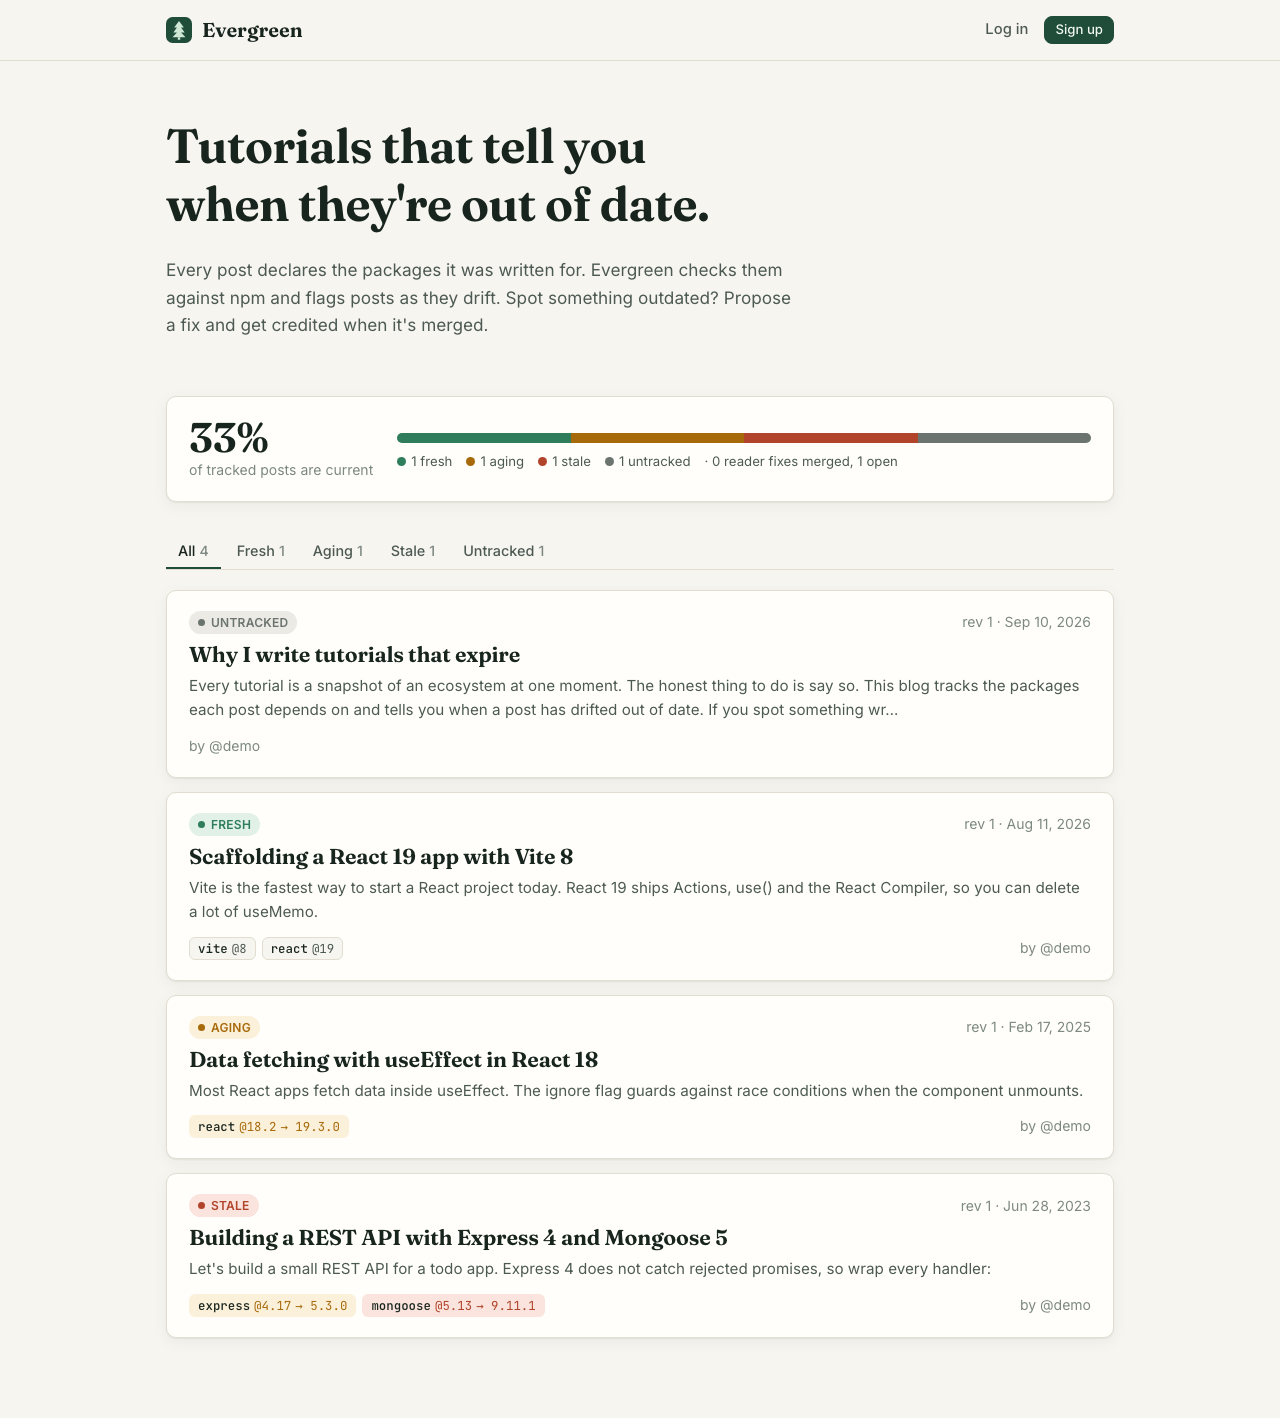 Evergreen
Log in
Sign up
Tutorials that tell you
when they're out of date.
Every post declares the packages it was written for. Evergreen checks them
against npm and flags posts as they drift. Spot something outdated? Propose
a fix and get credited when it's merged.
33%
of tracked posts are current
1 fresh 1 aging 1 stale 1 untracked · 0 reader fixes merged, 1 open
All 4 Fresh 1 Aging 1 Stale 1 Untracked 1
UNTRACKED
rev 1 · Sep 10, 2026
Why I write tutorials that expire
Every tutorial is a snapshot of an ecosystem at one moment. The honest thing to do is say so. This blog tracks the packages
each post depends on and tells you when a post has drifted out of date. If you spot something wr…
by @demo
FRESH
rev 1 · Aug 11, 2026
Scaffolding a React 19 app with Vite 8
Vite is the fastest way to start a React project today. React 19 ships Actions, use() and the React Compiler, so you can delete
a lot of useMemo.
vite @8 react @19
by @demo
AGING
rev 1 · Feb 17, 2025
Data fetching with useEffect in React 18
Most React apps fetch data inside useEffect. The ignore flag guards against race conditions when the component unmounts.
react @18.2 → 19.3.0
by @demo
STALE
rev 1 · Jun 28, 2023
Building a REST API with Express 4 and Mongoose 5
Let's build a small REST API for a todo app. Express 4 does not catch rejected promises, so wrap every handler:
express @4.17 → 5.3.0 mongoose @5.13 → 9.11.1
by @demo